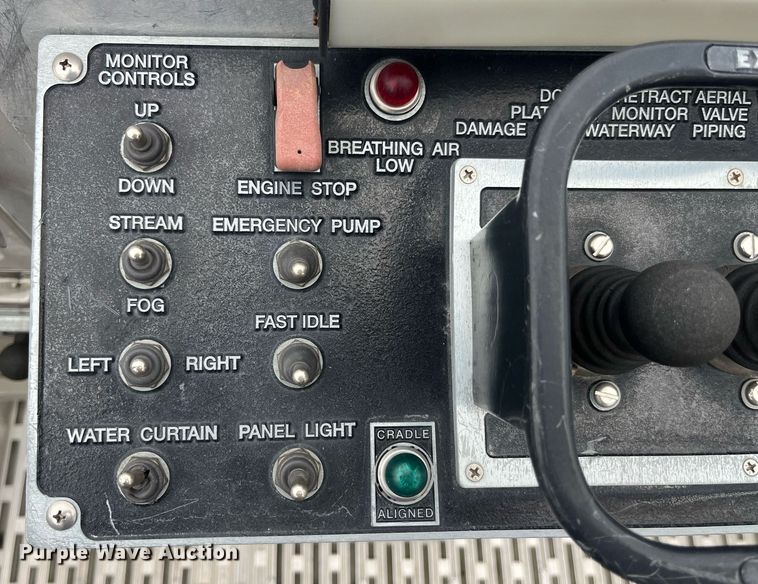 MONITOR
CONTROLS
UP
DOWN
STREAM
FOG
LEFT
RIGHT
WATER CURTAIN
ENGINE STOP
EMERGENCY PUMP
FAST IDLE
PANEL LIGHT
BREATHING AIR
LOW
CRADLE
ALIGNED
RETRACT AERIAL
MONITOR VALVE
DAMAGE WATERWAY PIPING
EX
Purple Wave Auction